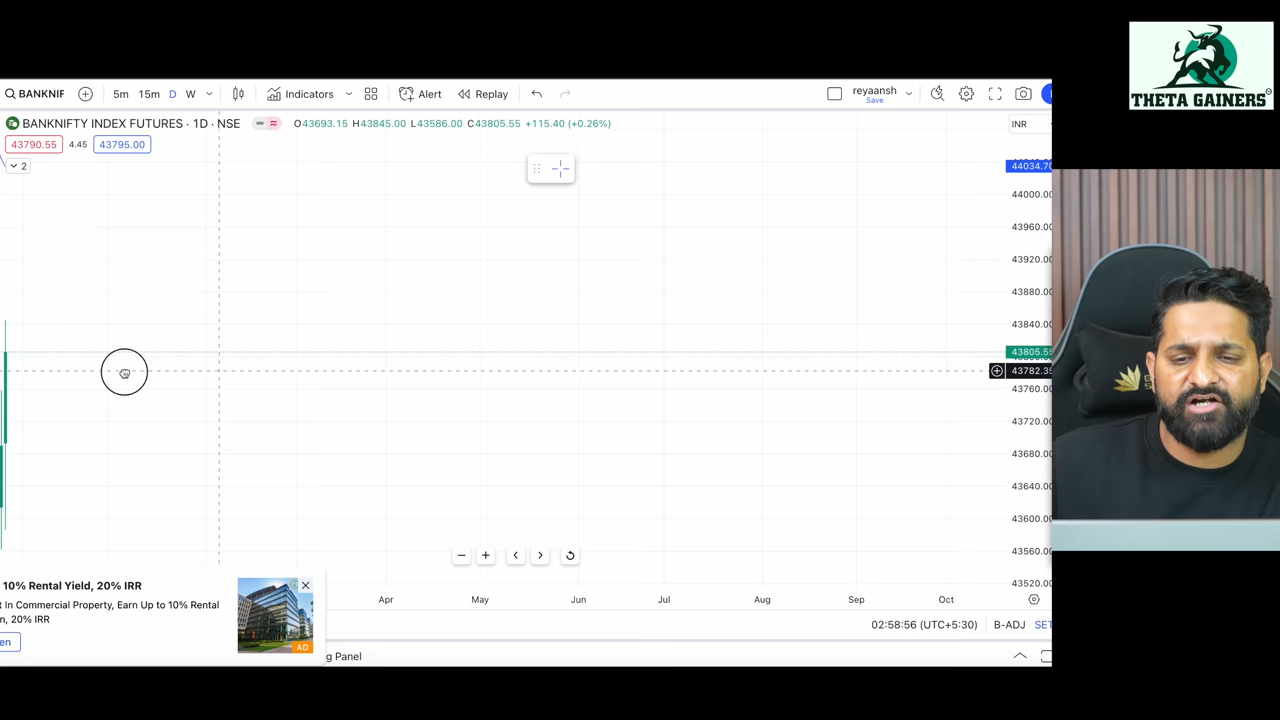 THETA GAINERS
BANKNIF
5m
15m
D
W
Indicators
Alert
Replay
reyaansh
Save
BANKNIFTY INDEX FUTURES · 1D · NSE
O43693.15 H43845.00 L43586.00 C43805.55 +115.40 (+0.26%)
INR
43790.55
4.45
43795.00
2
44034.70
44000.00
43960.00
43920.00
43880.00
43840.00
43805.55
43782.35
43760.00
43720.00
43680.00
43640.00
43600.00
43560.00
43520.00
10% Rental Yield, 20% IRR
t In Commercial Property, Earn Up to 10% Rental
n, 20% IRR
en
AD
Apr
May
Jun
Jul
Aug
Sep
Oct
02:58:56 (UTC+5:30)
B-ADJ
SET
g Panel